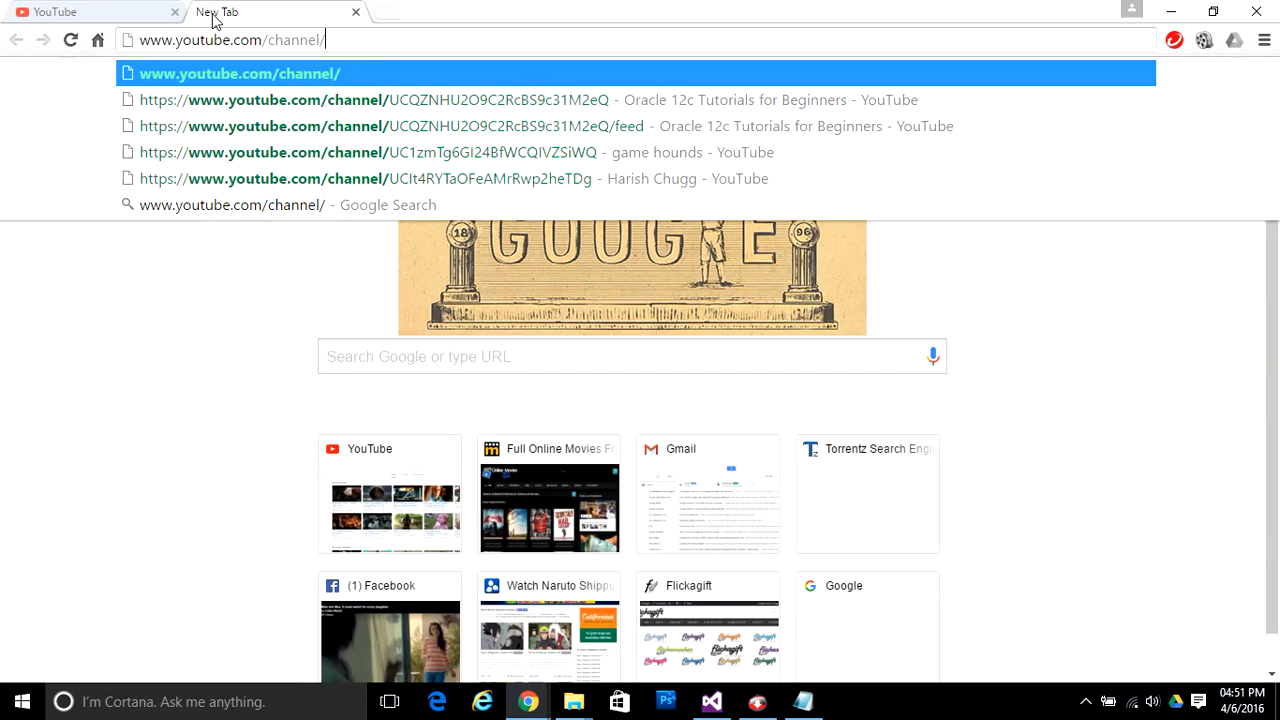 YouTube
New Tab
www.youtube.com/channel/
www.youtube.com/channel/
https://www.youtube.com/channel/UCQZNHU2O9C2RcBS9c31M2eQ - Oracle 12c Tutorials for Beginners - YouTube
https://www.youtube.com/channel/UCQZNHU2O9C2RcBS9c31M2eQ/feed - Oracle 12c Tutorials for Beginners - YouTube
https://www.youtube.com/channel/UC1zmTg6GI24BfWCQIVZSiWQ - game hounds - YouTube
https://www.youtube.com/channel/UCIt4RYTaOFeAMrRwp2heTDg - Harish Chugg - YouTube
www.youtube.com/channel/ - Google Search
18 GOOGLE 96
Search Google or type URL
YouTube
Full Online Movies F
Gmail
Torrentz Search Eng
(1) Facebook
Watch Naruto Shippu
Flickagift
Google
I'm Cortana. Ask me anything.
04:51 PM
4/6/2016